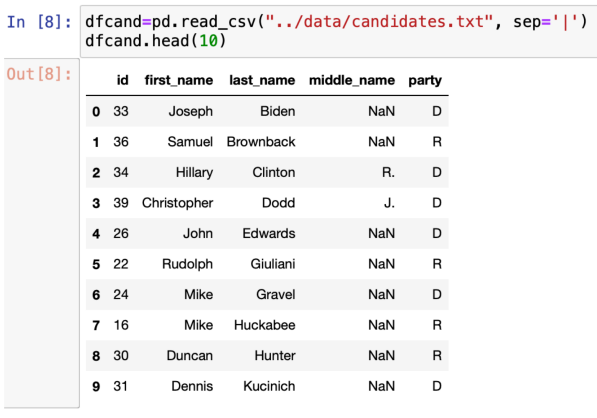 In [8]: dfcand=pd.read_csv("../data/candidates.txt", sep='|')
dfcand.head(10)
Out[8]:
id first_name last_name middle_name party
0 33 Joseph Biden NaN D
1 36 Samuel Brownback NaN R
2 34 Hillary Clinton R. D
3 39 Christopher Dodd J. D
4 26 John Edwards NaN D
5 22 Rudolph Giuliani NaN R
6 24 Mike Gravel NaN D
7 16 Mike Huckabee NaN R
8 30 Duncan Hunter NaN R
9 31 Dennis Kucinich NaN D